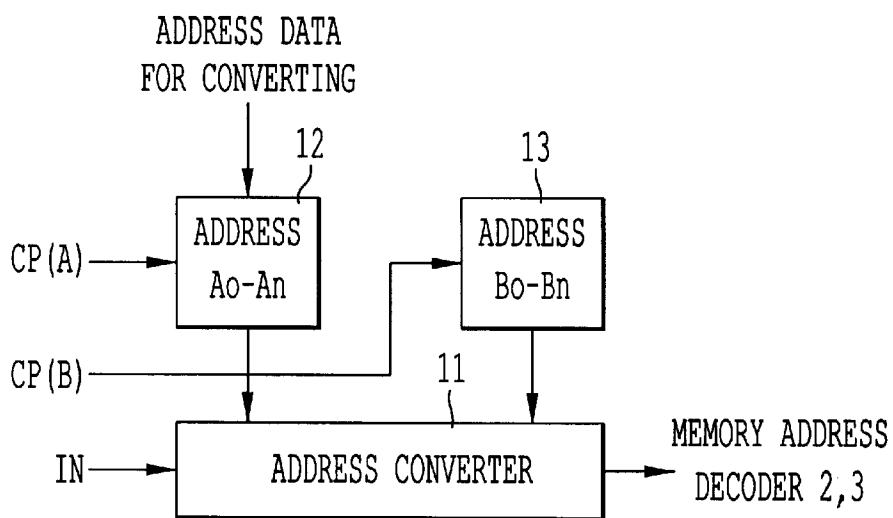 ADDRESS DATA
FOR CONVERTING
12
13
ADDRESS
Ao-An
ADDRESS
Bo-Bn
CP(A)
CP(B)
11
IN
ADDRESS CONVERTER
MEMORY ADDRESS
DECODER 2,3